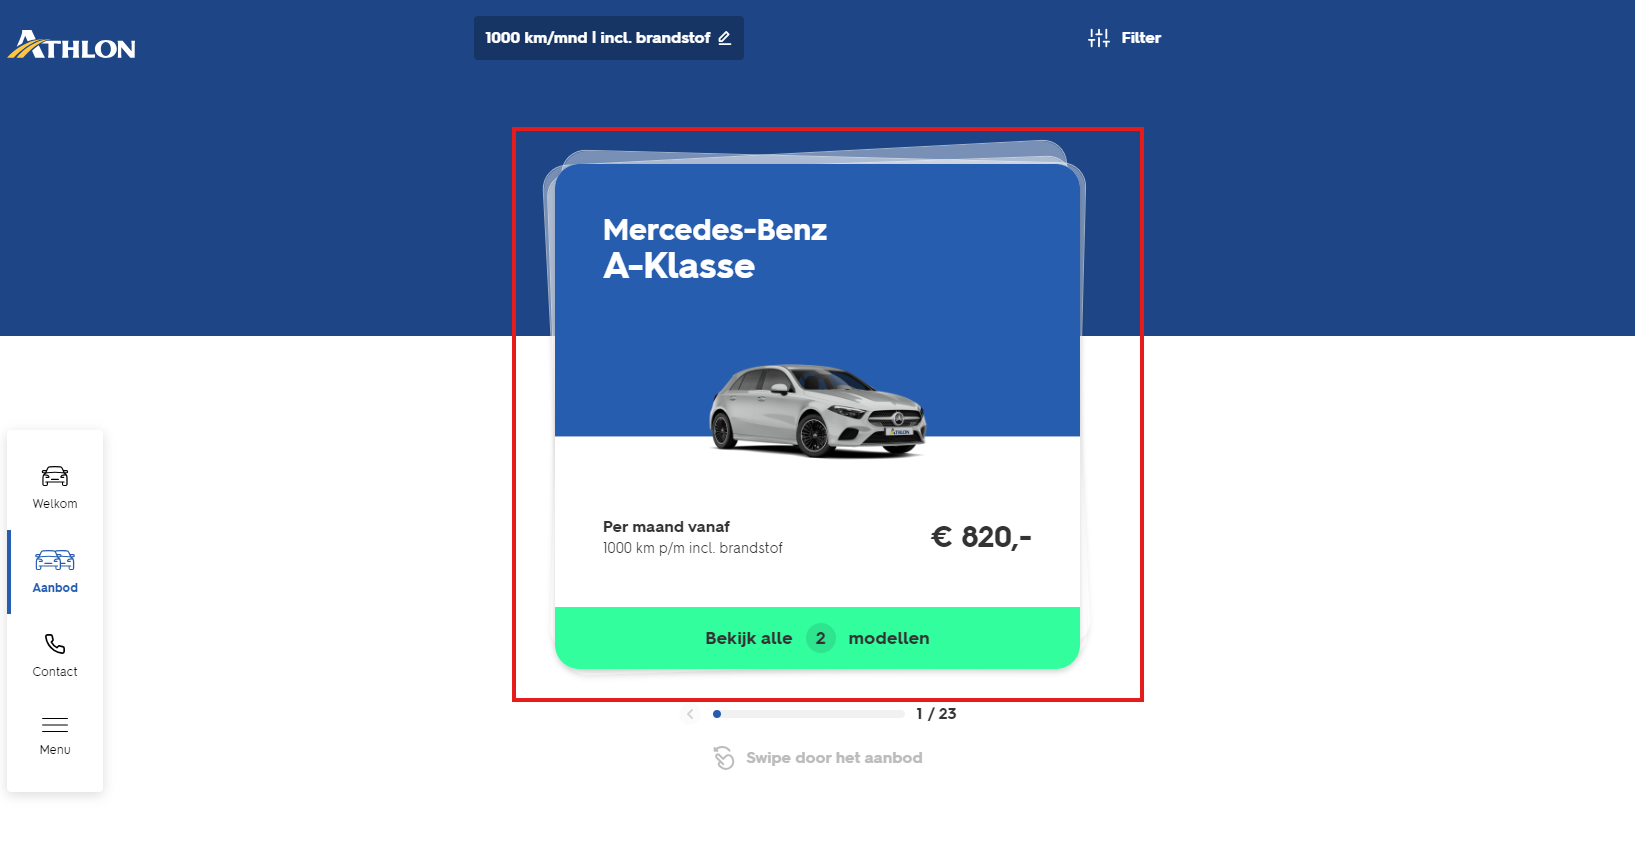 ATHLON
1000 km/mnd | incl. brandstof
Filter
Mercedes-Benz
A-Klasse
ATHLON
Per maand vanaf
1000 km p/m incl. brandstof
€ 820,-
Bekijk alle 2 modellen
1 / 23
Swipe door het aanbod
Welkom
Aanbod
Contact
Menu